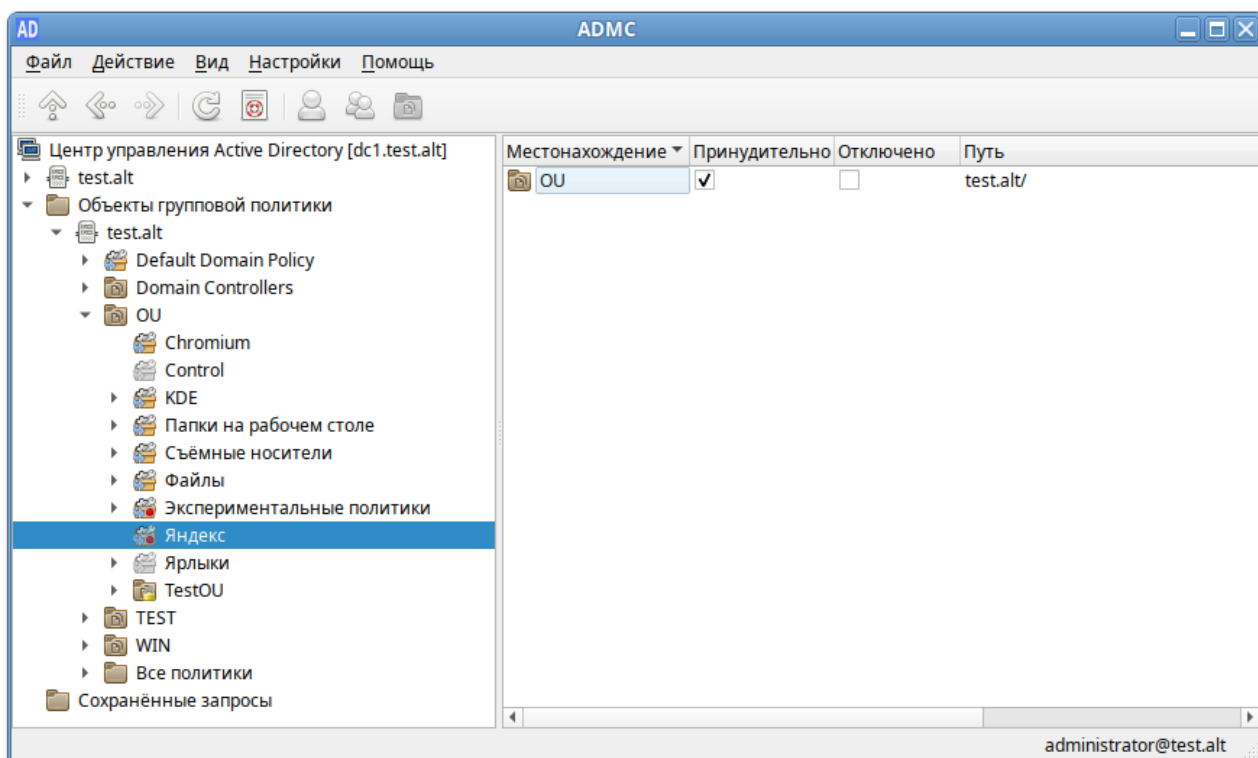 AD ADMC
Файл Действие Вид Настройки Помощь
Центр управления Active Directory [dc1.test.alt]
test.alt
Объекты групповой политики
test.alt
Default Domain Policy
Domain Controllers
OU
Chromium
Control
KDE
Папки на рабочем столе
Съёмные носители
Файлы
Экспериментальные политики
Яндекс
Ярлыки
TestOU
TEST
WIN
Все политики
Сохранённые запросы
Местонахождение Принудительно Отключено Путь
OU test.alt/
administrator@test.alt